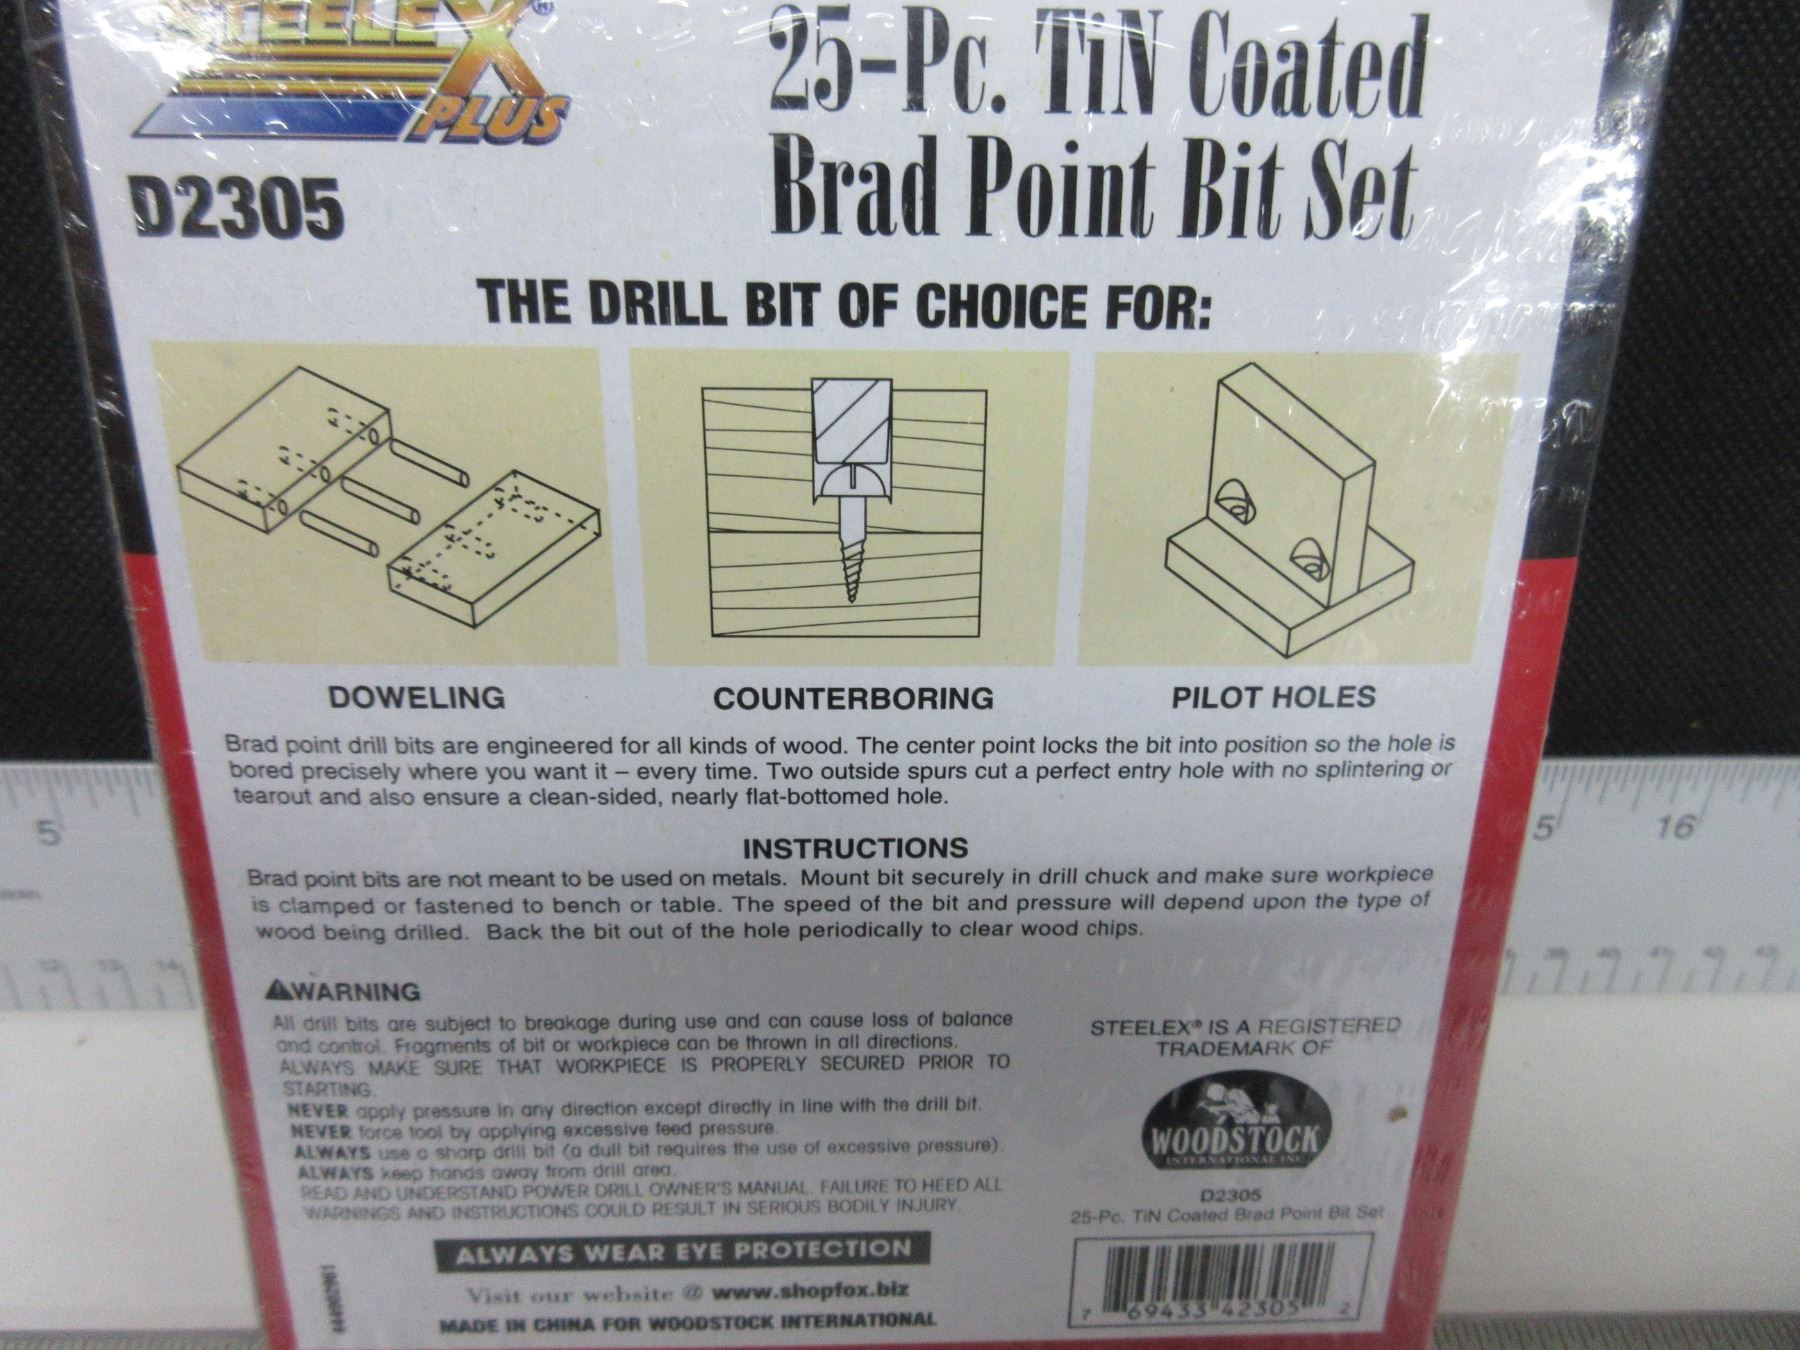 STEELEX®
PLUS
D2305
25-Pc. TiN Coated
Brad Point Bit Set
THE DRILL BIT OF CHOICE FOR:
DOWELING
COUNTERBORING
PILOT HOLES
Brad point drill bits are engineered for all kinds of wood. The center point locks the bit into position so the hole is
bored precisely where you want it – every time. Two outside spurs cut a perfect entry hole with no splintering or
tearout and also ensure a clean-sided, nearly flat-bottomed hole.
INSTRUCTIONS
Brad point bits are not meant to be used on metals. Mount bit securely in drill chuck and make sure workpiece
is clamped or fastened to bench or table. The speed of the bit and pressure will depend upon the type of
wood being drilled. Back the bit out of the hole periodically to clear wood chips.
WARNING
All drill bits are subject to breakage during use and can cause loss of balance
and control. Fragments of bit or workpiece can be thrown in all directions.
ALWAYS MAKE SURE THAT WORKPIECE IS PROPERLY SECURED PRIOR TO
STARTING.
NEVER apply pressure in any direction except directly in line with the drill bit.
NEVER force tool by applying excessive feed pressure.
ALWAYS use a sharp drill bit (a dull bit requires the use of excessive pressure).
ALWAYS keep hands away from drill area.
READ AND UNDERSTAND POWER DRILL OWNER'S MANUAL. FAILURE TO HEED ALL
WARNINGS AND INSTRUCTIONS COULD RESULT IN SERIOUS BODILY INJURY.
ALWAYS WEAR EYE PROTECTION
Visit our website @ www.shopfox.biz
MADE IN CHINA FOR WOODSTOCK INTERNATIONAL
STEELEX® IS A REGISTERED
TRADEMARK OF
WOODSTOCK
INTERNATIONAL INC.
D2305
25-Pc. TiN Coated Brad Point Bit Set
7 69433 42305 2
5
5
16